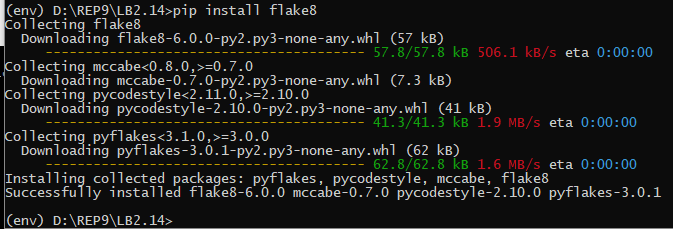 (env) D:\REP9\LB2.14>pip install flake8
Collecting flake8
  Downloading flake8-6.0.0-py2.py3-none-any.whl (57 kB)
     ---------------------------------------- 57.8/57.8 kB 506.1 kB/s eta 0:00:00
Collecting mccabe<0.8.0,>=0.7.0
  Downloading mccabe-0.7.0-py2.py3-none-any.whl (7.3 kB)
Collecting pycodestyle<2.11.0,>=2.10.0
  Downloading pycodestyle-2.10.0-py2.py3-none-any.whl (41 kB)
     ---------------------------------------- 41.3/41.3 kB 1.9 MB/s eta 0:00:00
Collecting pyflakes<3.1.0,>=3.0.0
  Downloading pyflakes-3.0.1-py2.py3-none-any.whl (62 kB)
     ---------------------------------------- 62.8/62.8 kB 1.6 MB/s eta 0:00:00
Installing collected packages: pyflakes, pycodestyle, mccabe, flake8
Successfully installed flake8-6.0.0 mccabe-0.7.0 pycodestyle-2.10.0 pyflakes-3.0.1
(env) D:\REP9\LB2.14>